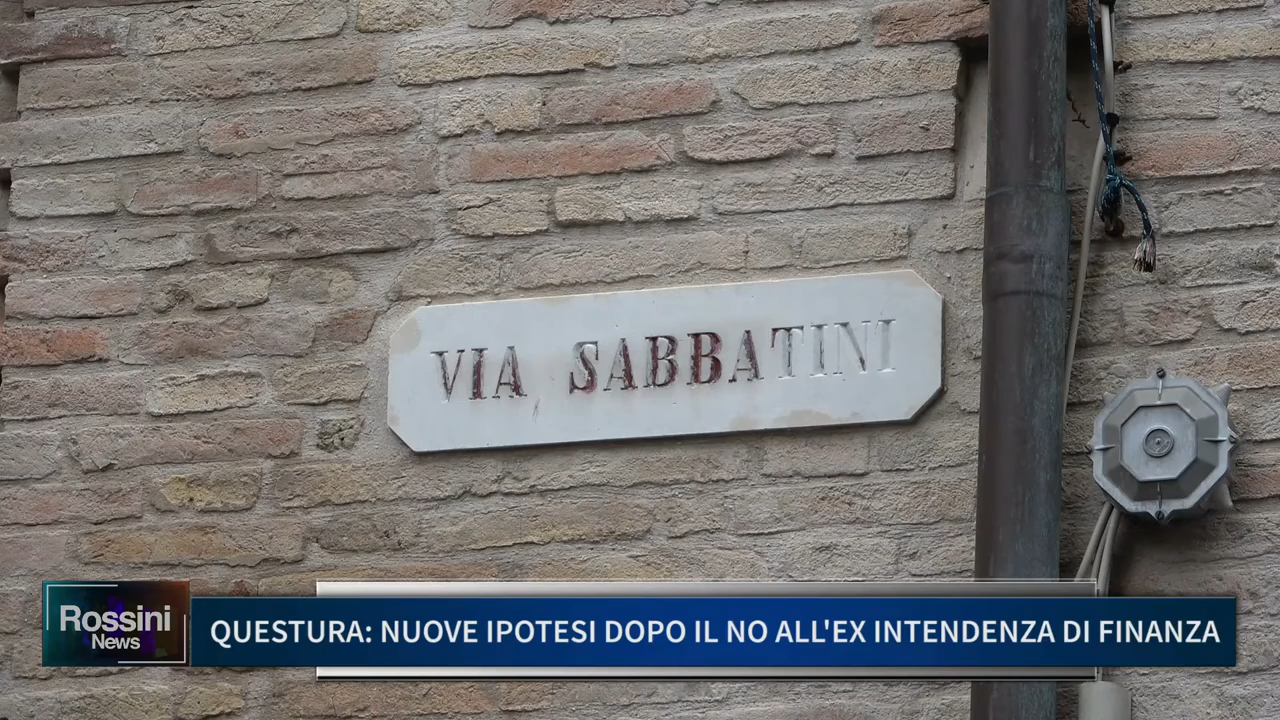 VIA SABBATINI
Rossini
News
QUESTURA: NUOVE IPOTESI DOPO IL NO ALL'EX INTENDENZA DI FINANZA